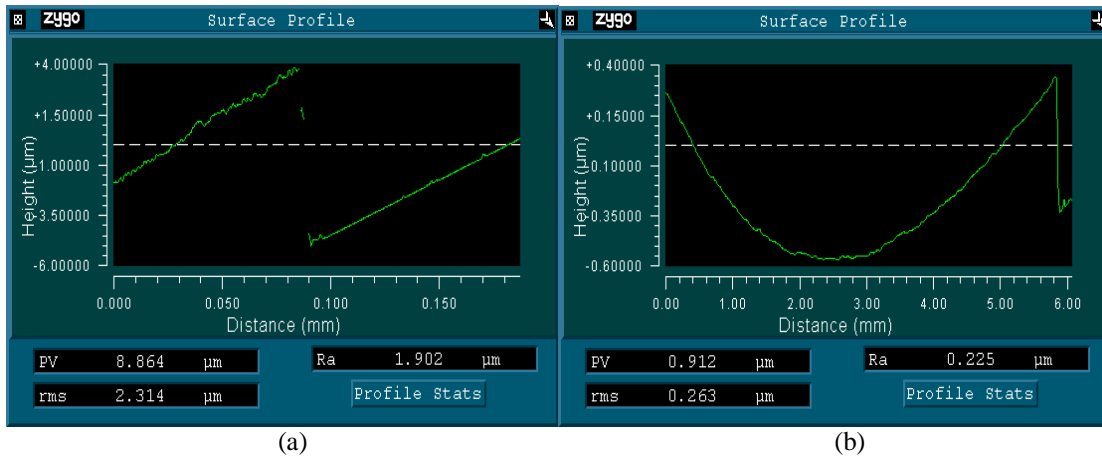 zygo Surface Profile
Height (µm)
+4.00000
+1.50000
-1.00000
-3.50000
-6.00000
0.000 0.050 0.100 0.150
Distance (mm)
PV 8.864 µm
rms 2.314 µm
Ra 1.902 µm
Profile Stats
(a)
zygo Surface Profile
Height (µm)
+0.40000
+0.15000
-0.10000
-0.35000
-0.60000
0.00 1.00 2.00 3.00 4.00 5.00 6.00
Distance (mm)
PV 0.912 µm
rms 0.263 µm
Ra 0.225 µm
Profile Stats
(b)